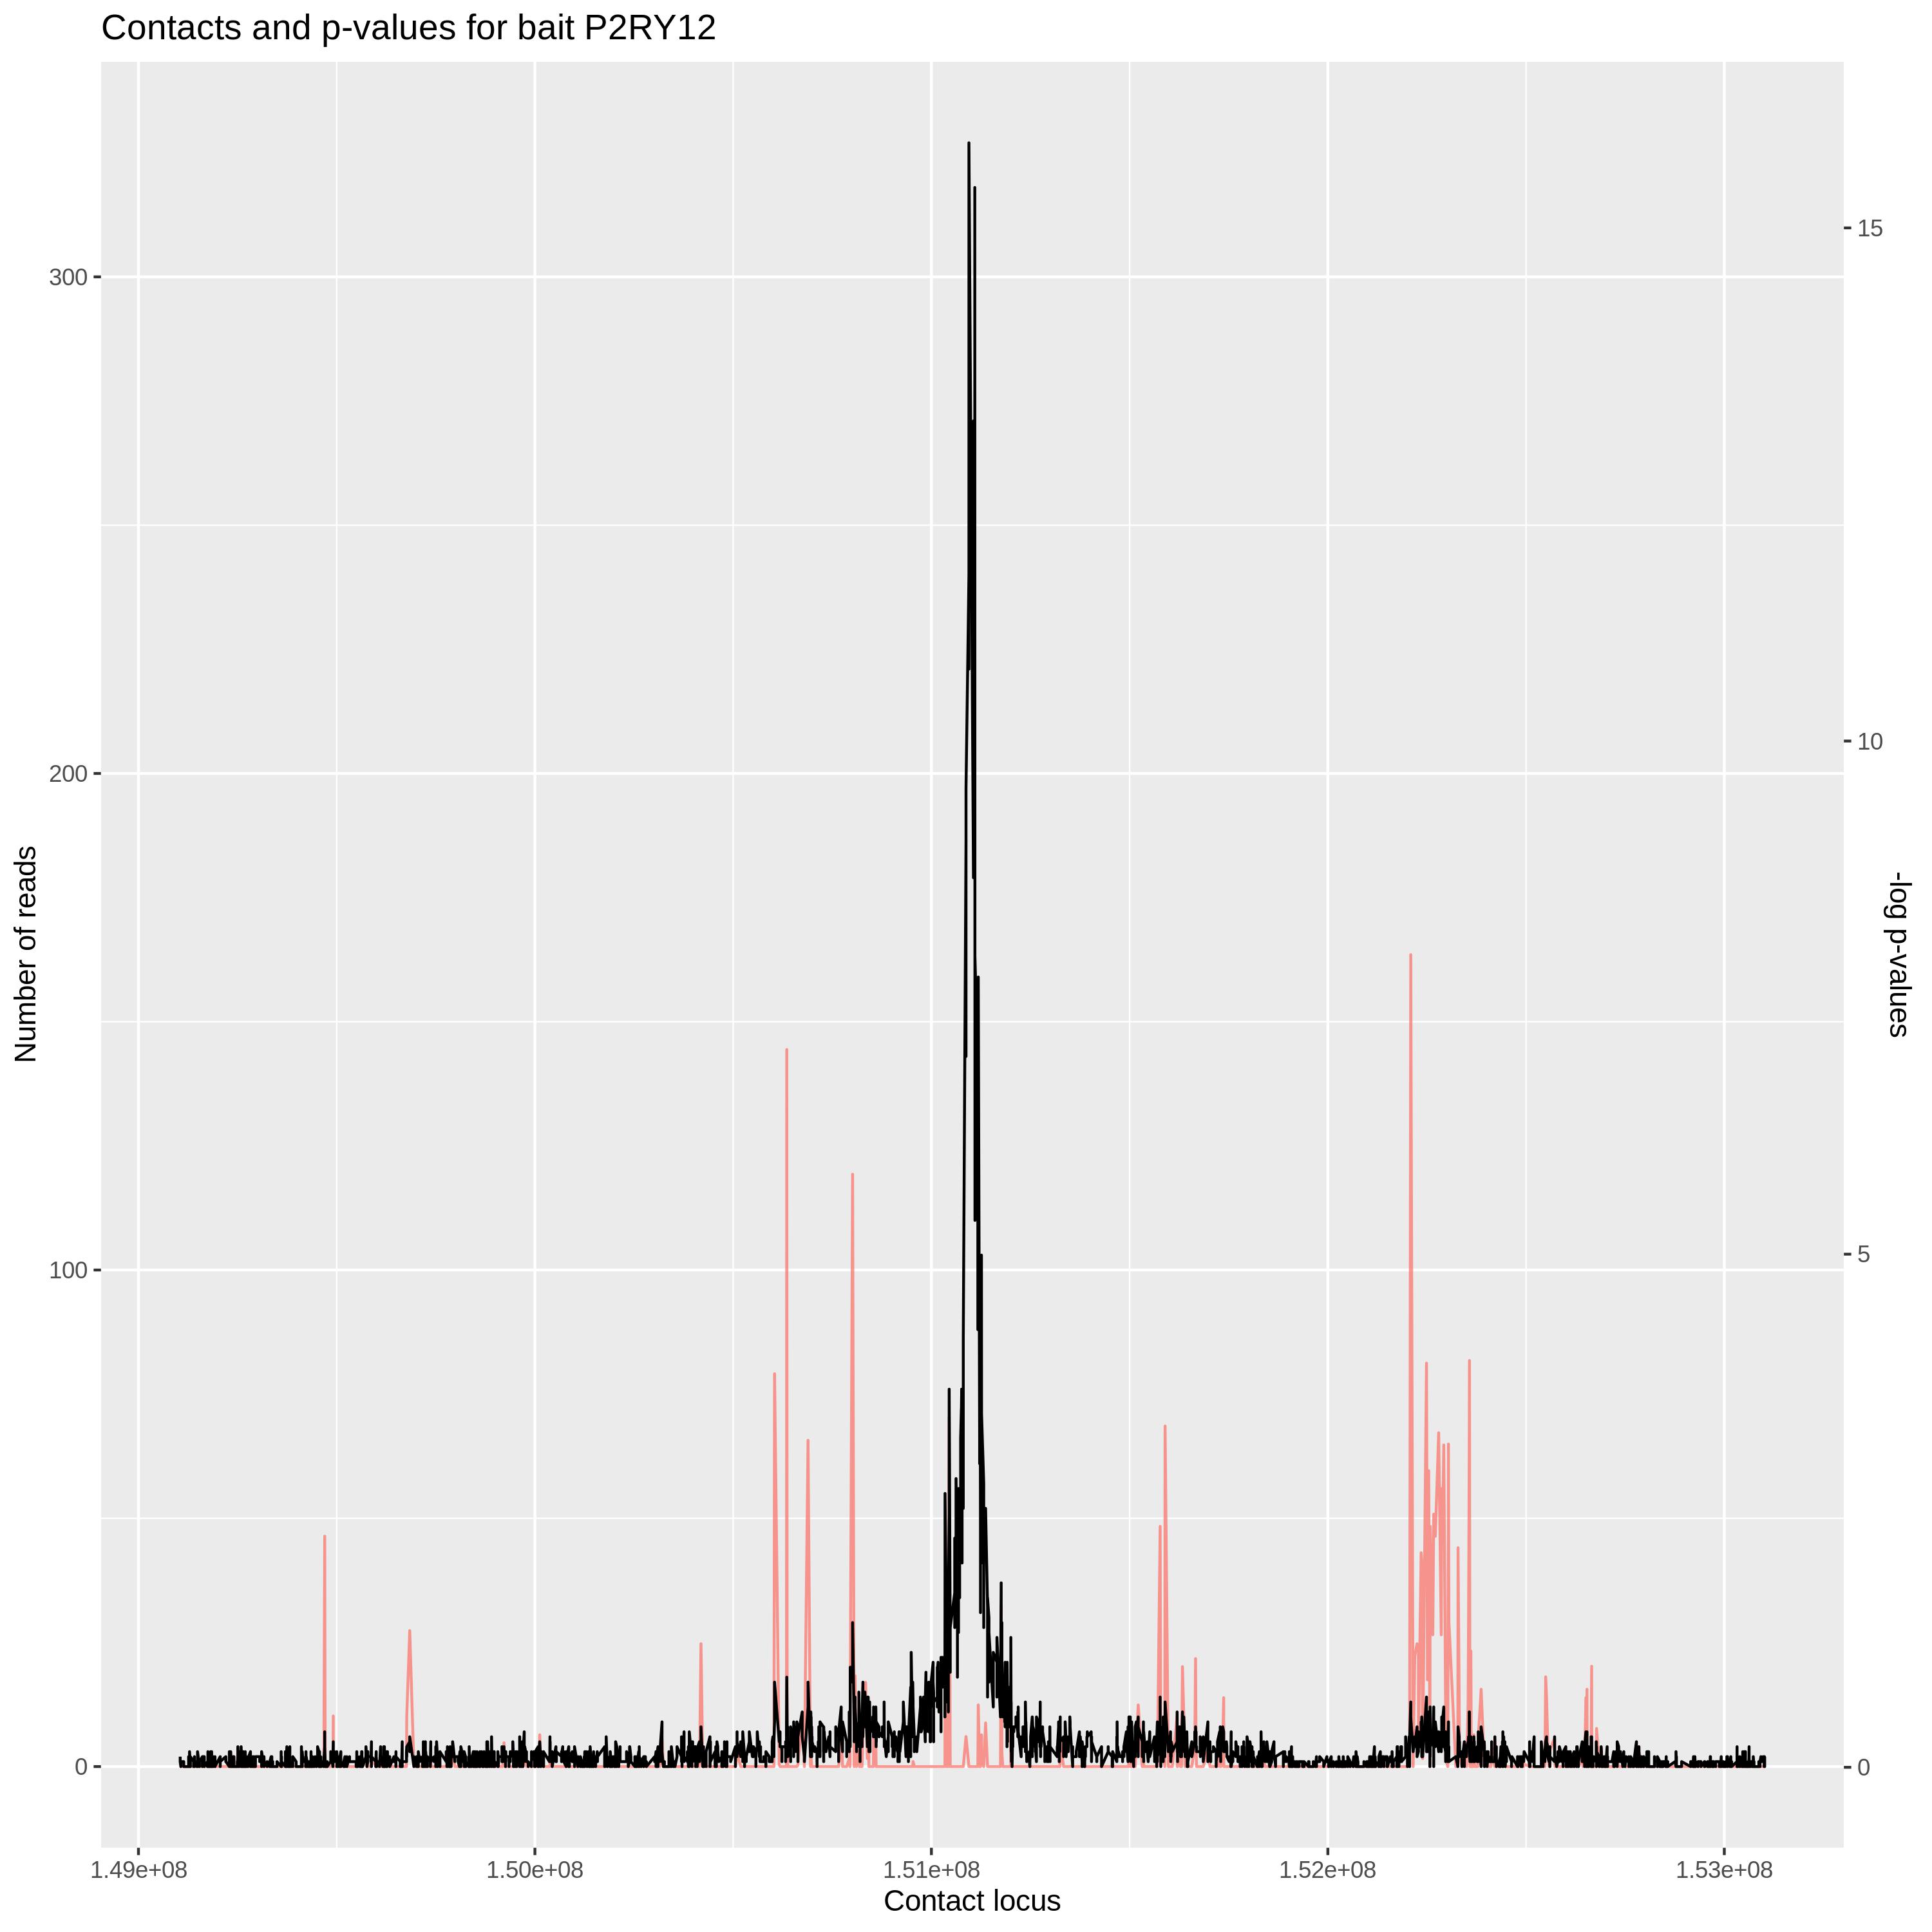 Contacts and p-values for bait P2RY12
Number of reads
300
200
100
0
15
10
5
0
-log p-values
1.49e+08
1.50e+08
1.51e+08
1.52e+08
1.53e+08
Contact locus